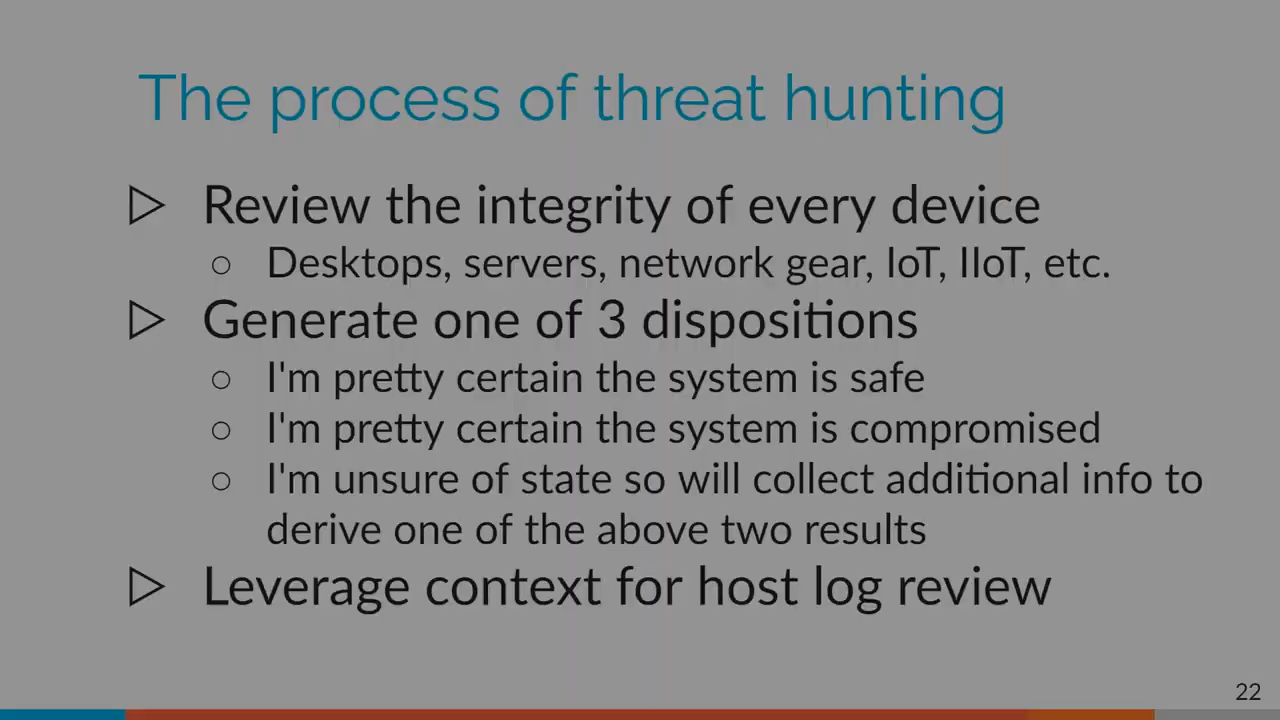 The process of threat hunting
▷ Review the integrity of every device
○ Desktops, servers, network gear, IoT, IIoT, etc.
▷ Generate one of 3 dispositions
○ I'm pretty certain the system is safe
○ I'm pretty certain the system is compromised
○ I'm unsure of state so will collect additional info to
derive one of the above two results
▷ Leverage context for host log review
22